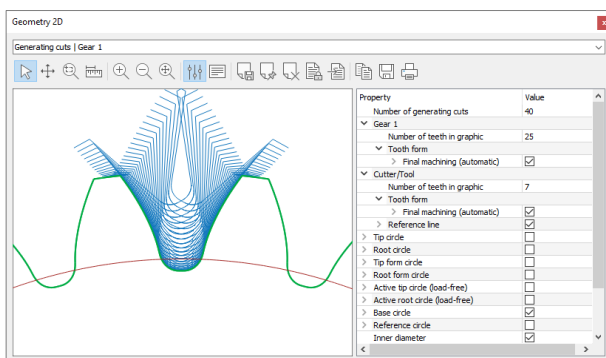 Geometry 2D
Generating cuts | Gear 1
Property Value
Number of generating cuts 40
Gear 1
Number of teeth in graphic 25
Tooth form
Final machining (automatic)
Cutter/Tool
Number of teeth in graphic 7
Tooth form
Final machining (automatic)
Reference line
Tip circle
Root circle
Tip form circle
Root form circle
Active tip circle (load-free)
Active root circle (load-free)
Base circle
Reference circle
Inner diameter